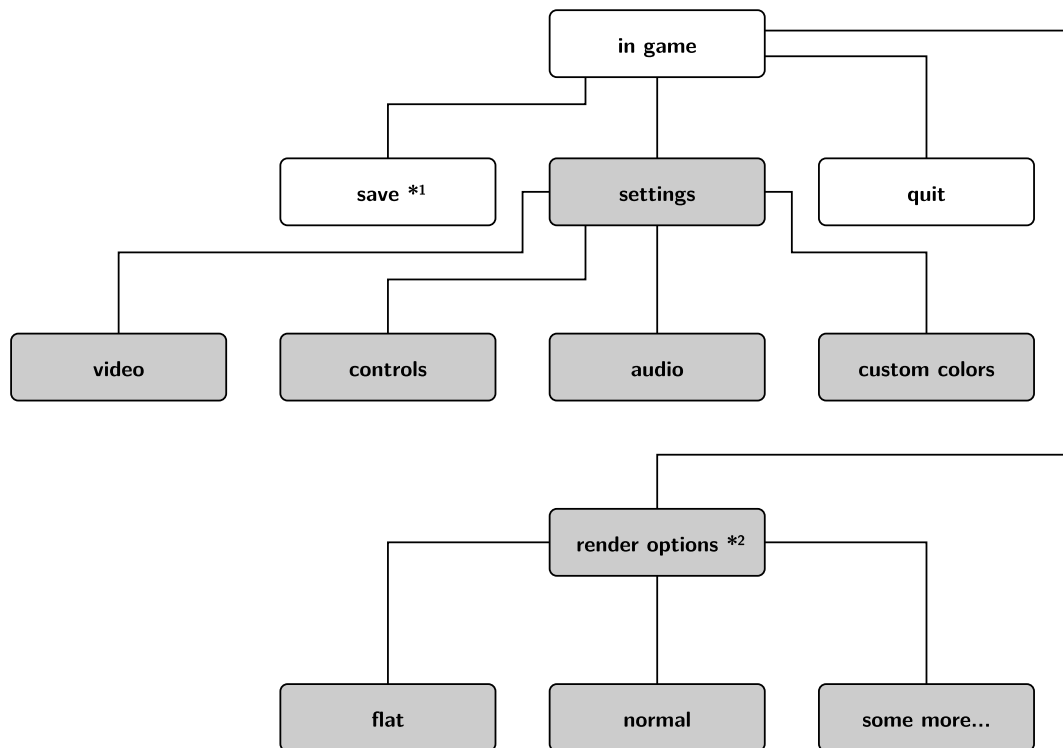 in game
save *1
settings
quit
video
controls
audio
custom colors
render options *2
flat
normal
some more...